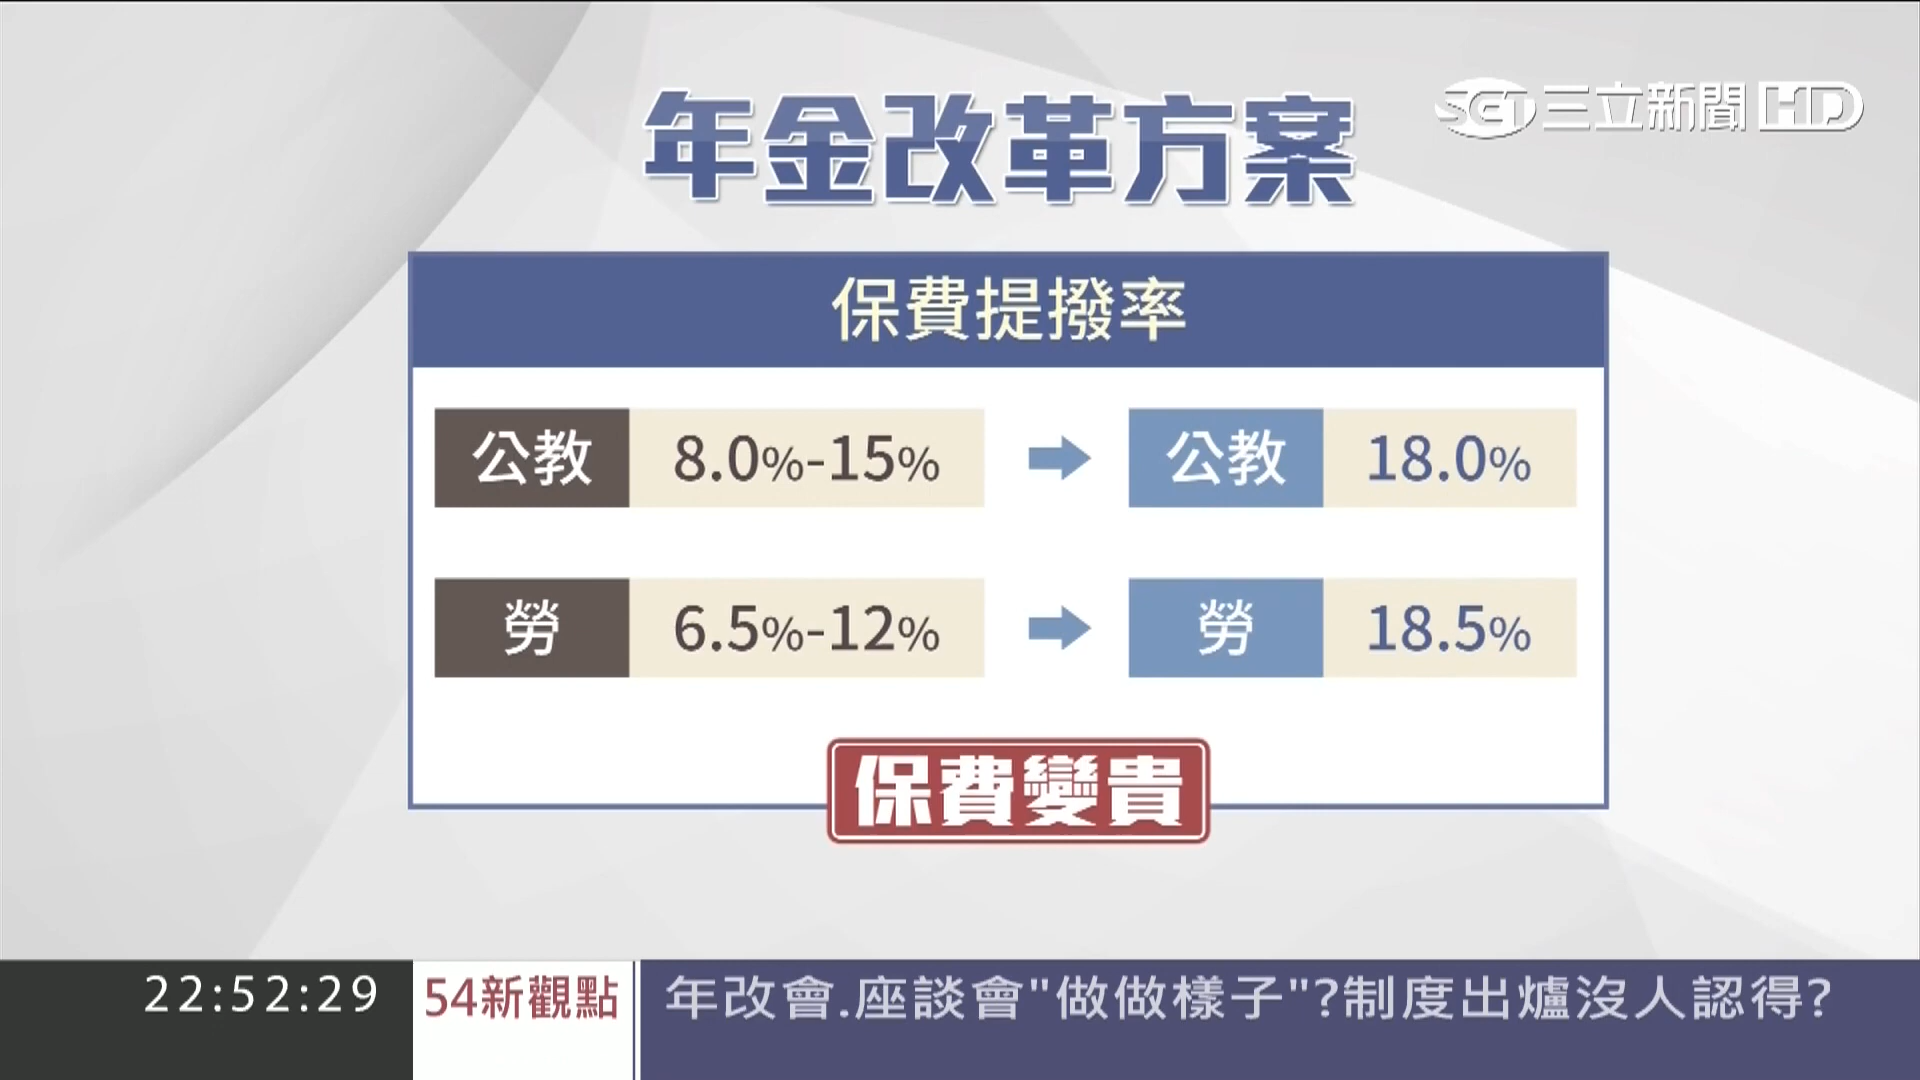 年金改革方案
SET三立新聞HD
保費提撥率
公教 8.0%-15% 公教 18.0%
勞 6.5%-12% 勞 18.5%
保費變貴
22:52:29 54新觀點 年改會.座談會"做做樣子"?制度出爐沒人認得?